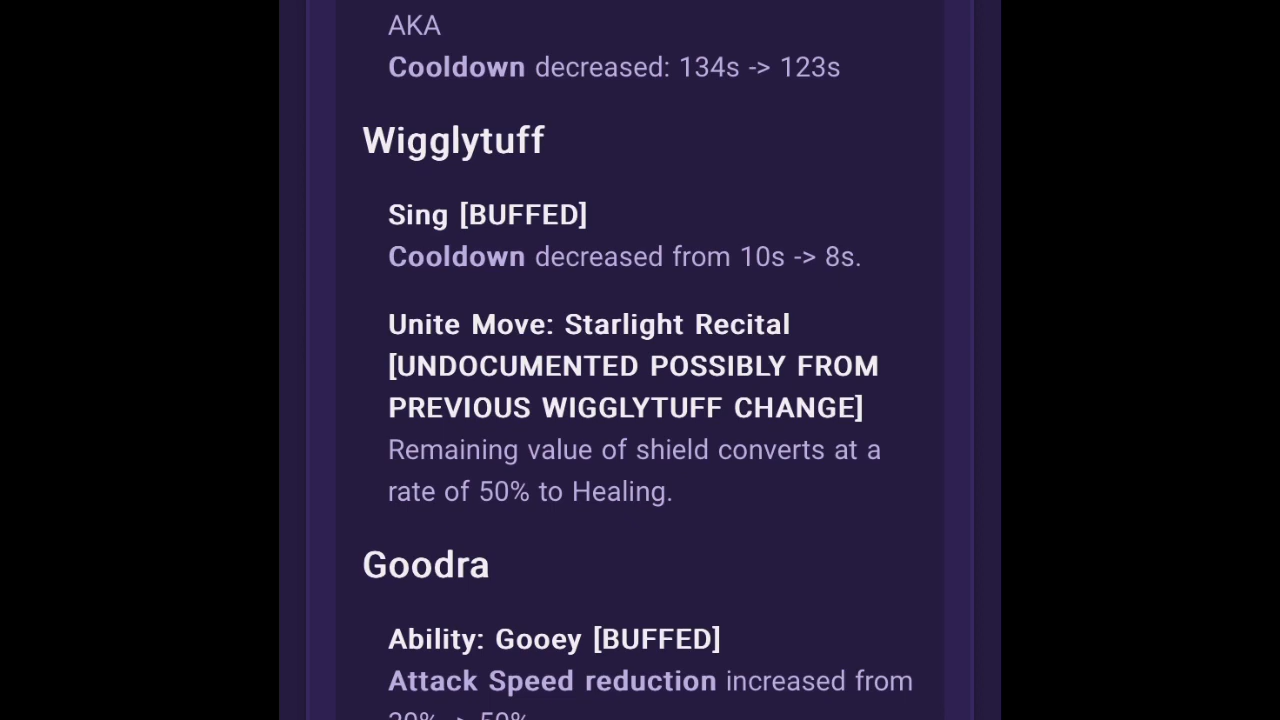 AKA
Cooldown decreased: 134s -> 123s
Wigglytuff
Sing [BUFFED]
Cooldown decreased from 10s -> 8s.
Unite Move: Starlight Recital
[UNDOCUMENTED POSSIBLY FROM
PREVIOUS WIGGLYTUFF CHANGE]
Remaining value of shield converts at a
rate of 50% to Healing.
Goodra
Ability: Gooey [BUFFED]
Attack Speed reduction increased from